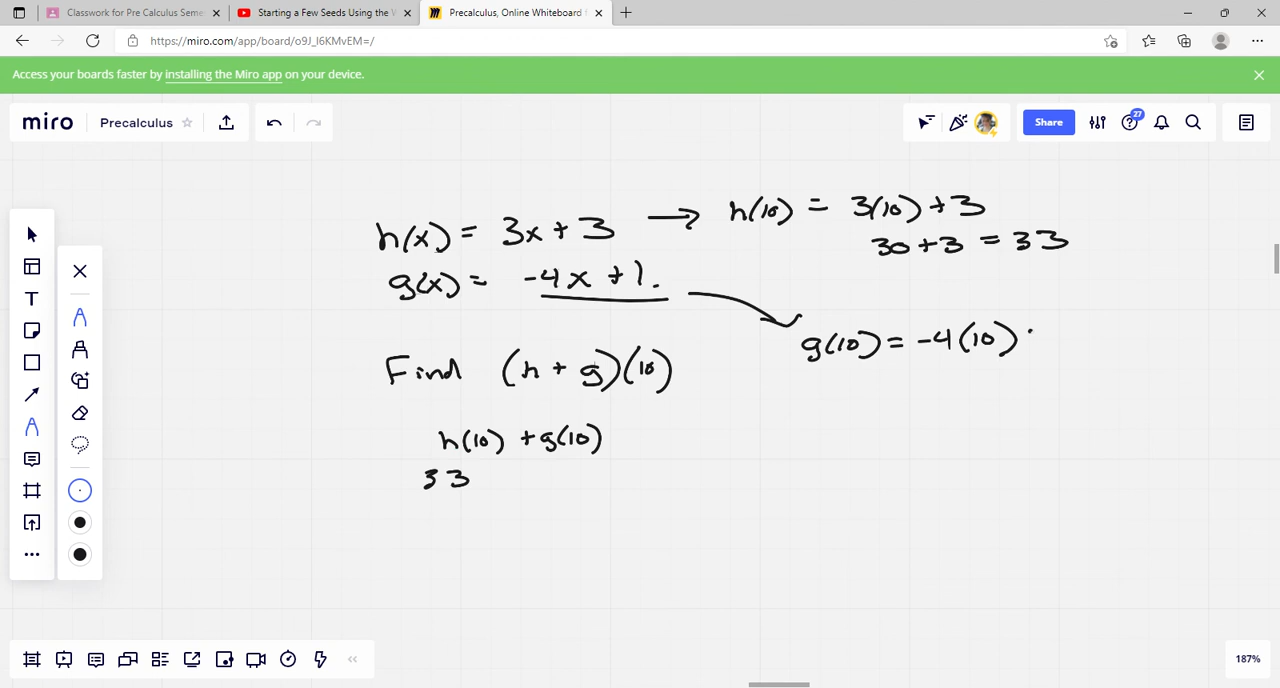 Classwork for Pre Calculus Seme
Starting a Few Seeds Using the W
Precalculus, Online Whiteboard f
https://miro.com/app/board/o9J_l6KMvEM=/
Access your boards faster by installing the Miro app on your device.
miro
Precalculus
Share
27
h(x) = 3x + 3 → h(10) = 3(10) + 3
30 + 3 = 33
g(x) = -4x + 1.
g(10) = -4(10)
Find (h + g)(10)
h(10) + g(10)
33
187%